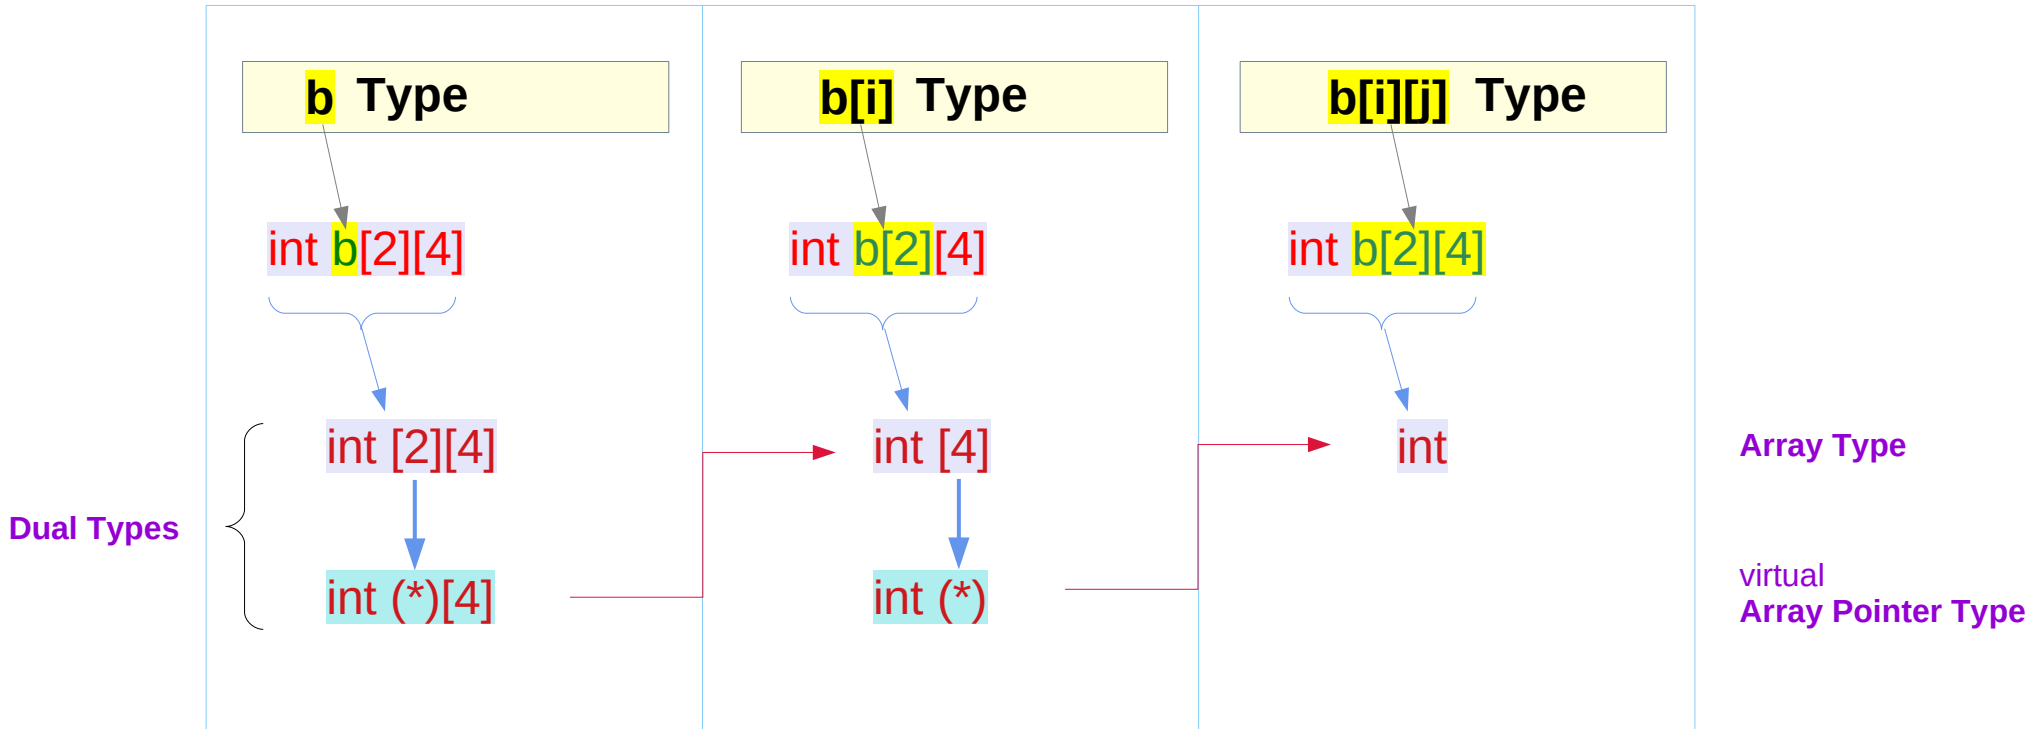 b Type
b[i] Type
b[i][j] Type
int b[2][4]
int b[2][4]
int b[2][4]
int [2][4]
int [4]
int
Array Type
Dual Types
int (*)[4]
int (*)
virtual
Array Pointer Type